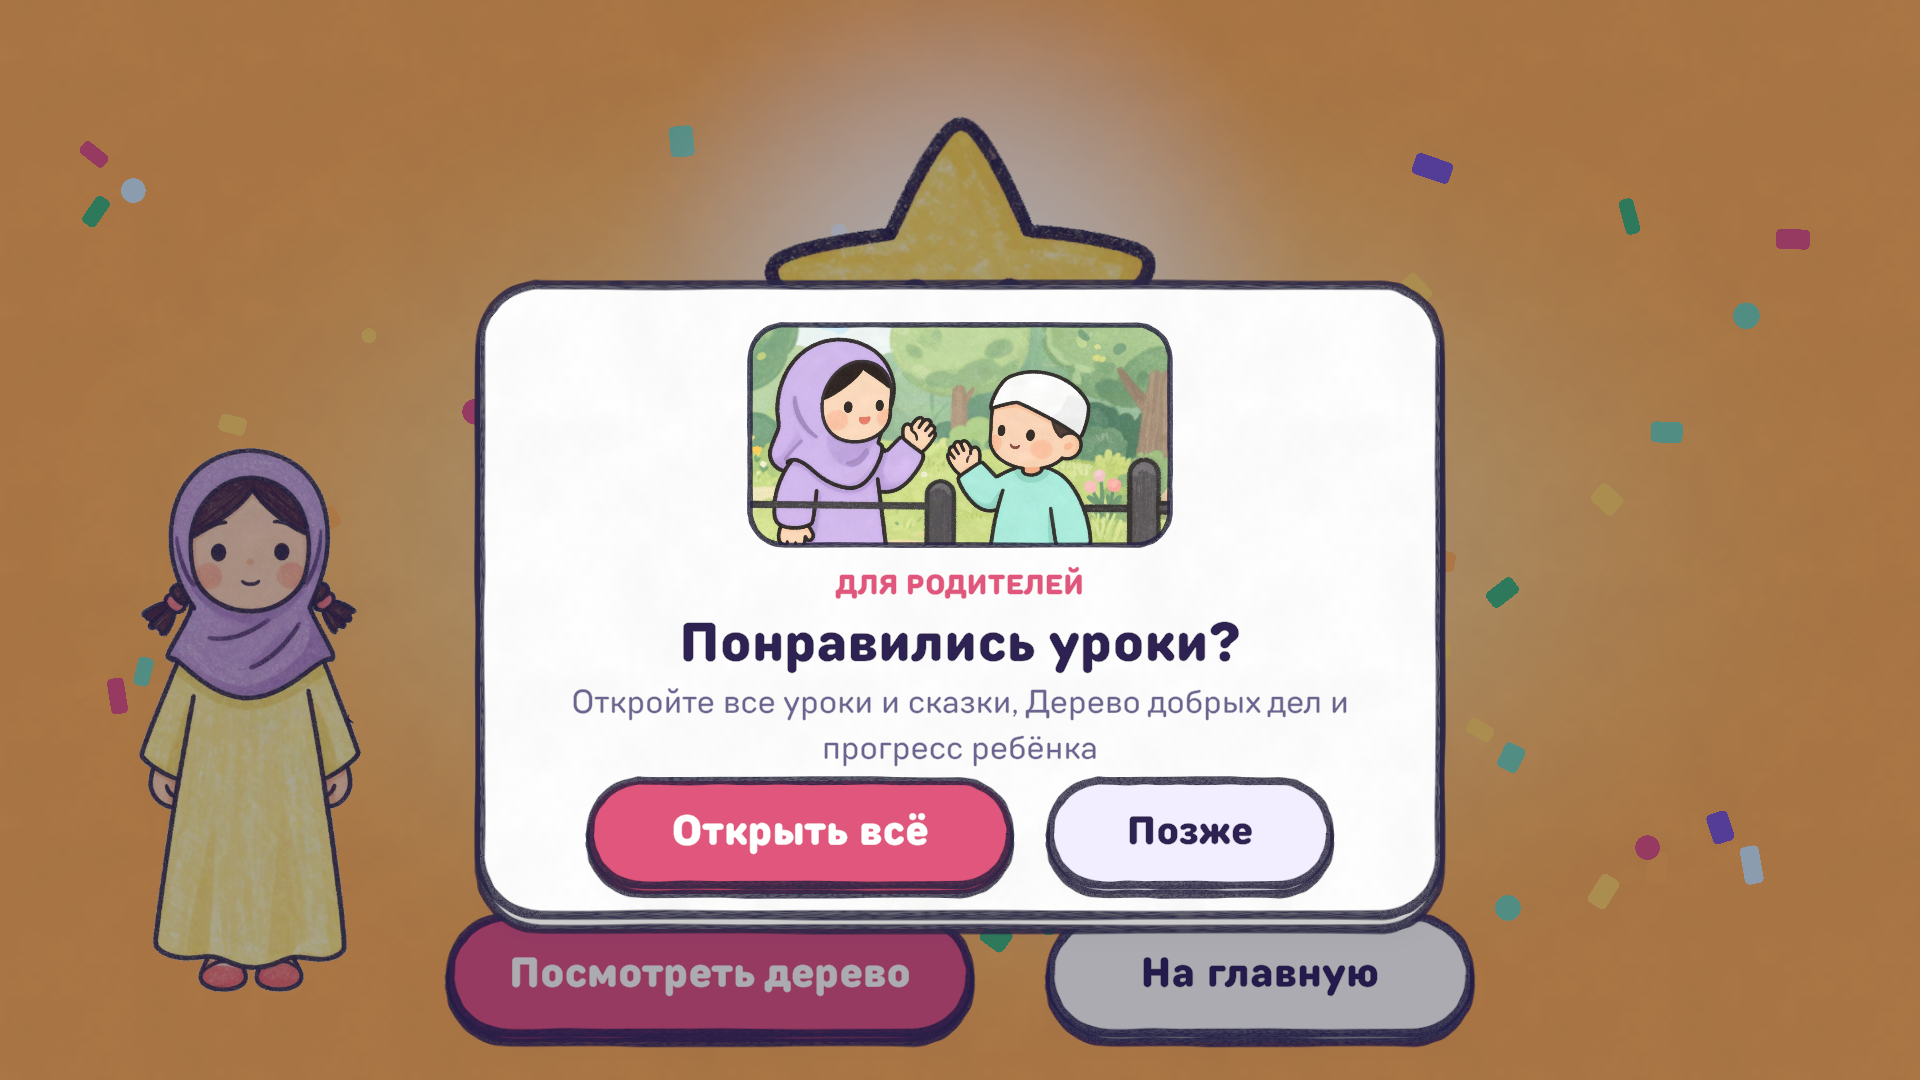 ДЛЯ РОДИТЕЛЕЙ
Понравились уроки?
Откройте все уроки и сказки, Дерево добрых дел и
прогресс ребёнка
Открыть всё
Позже
Посмотреть дерево
На главную